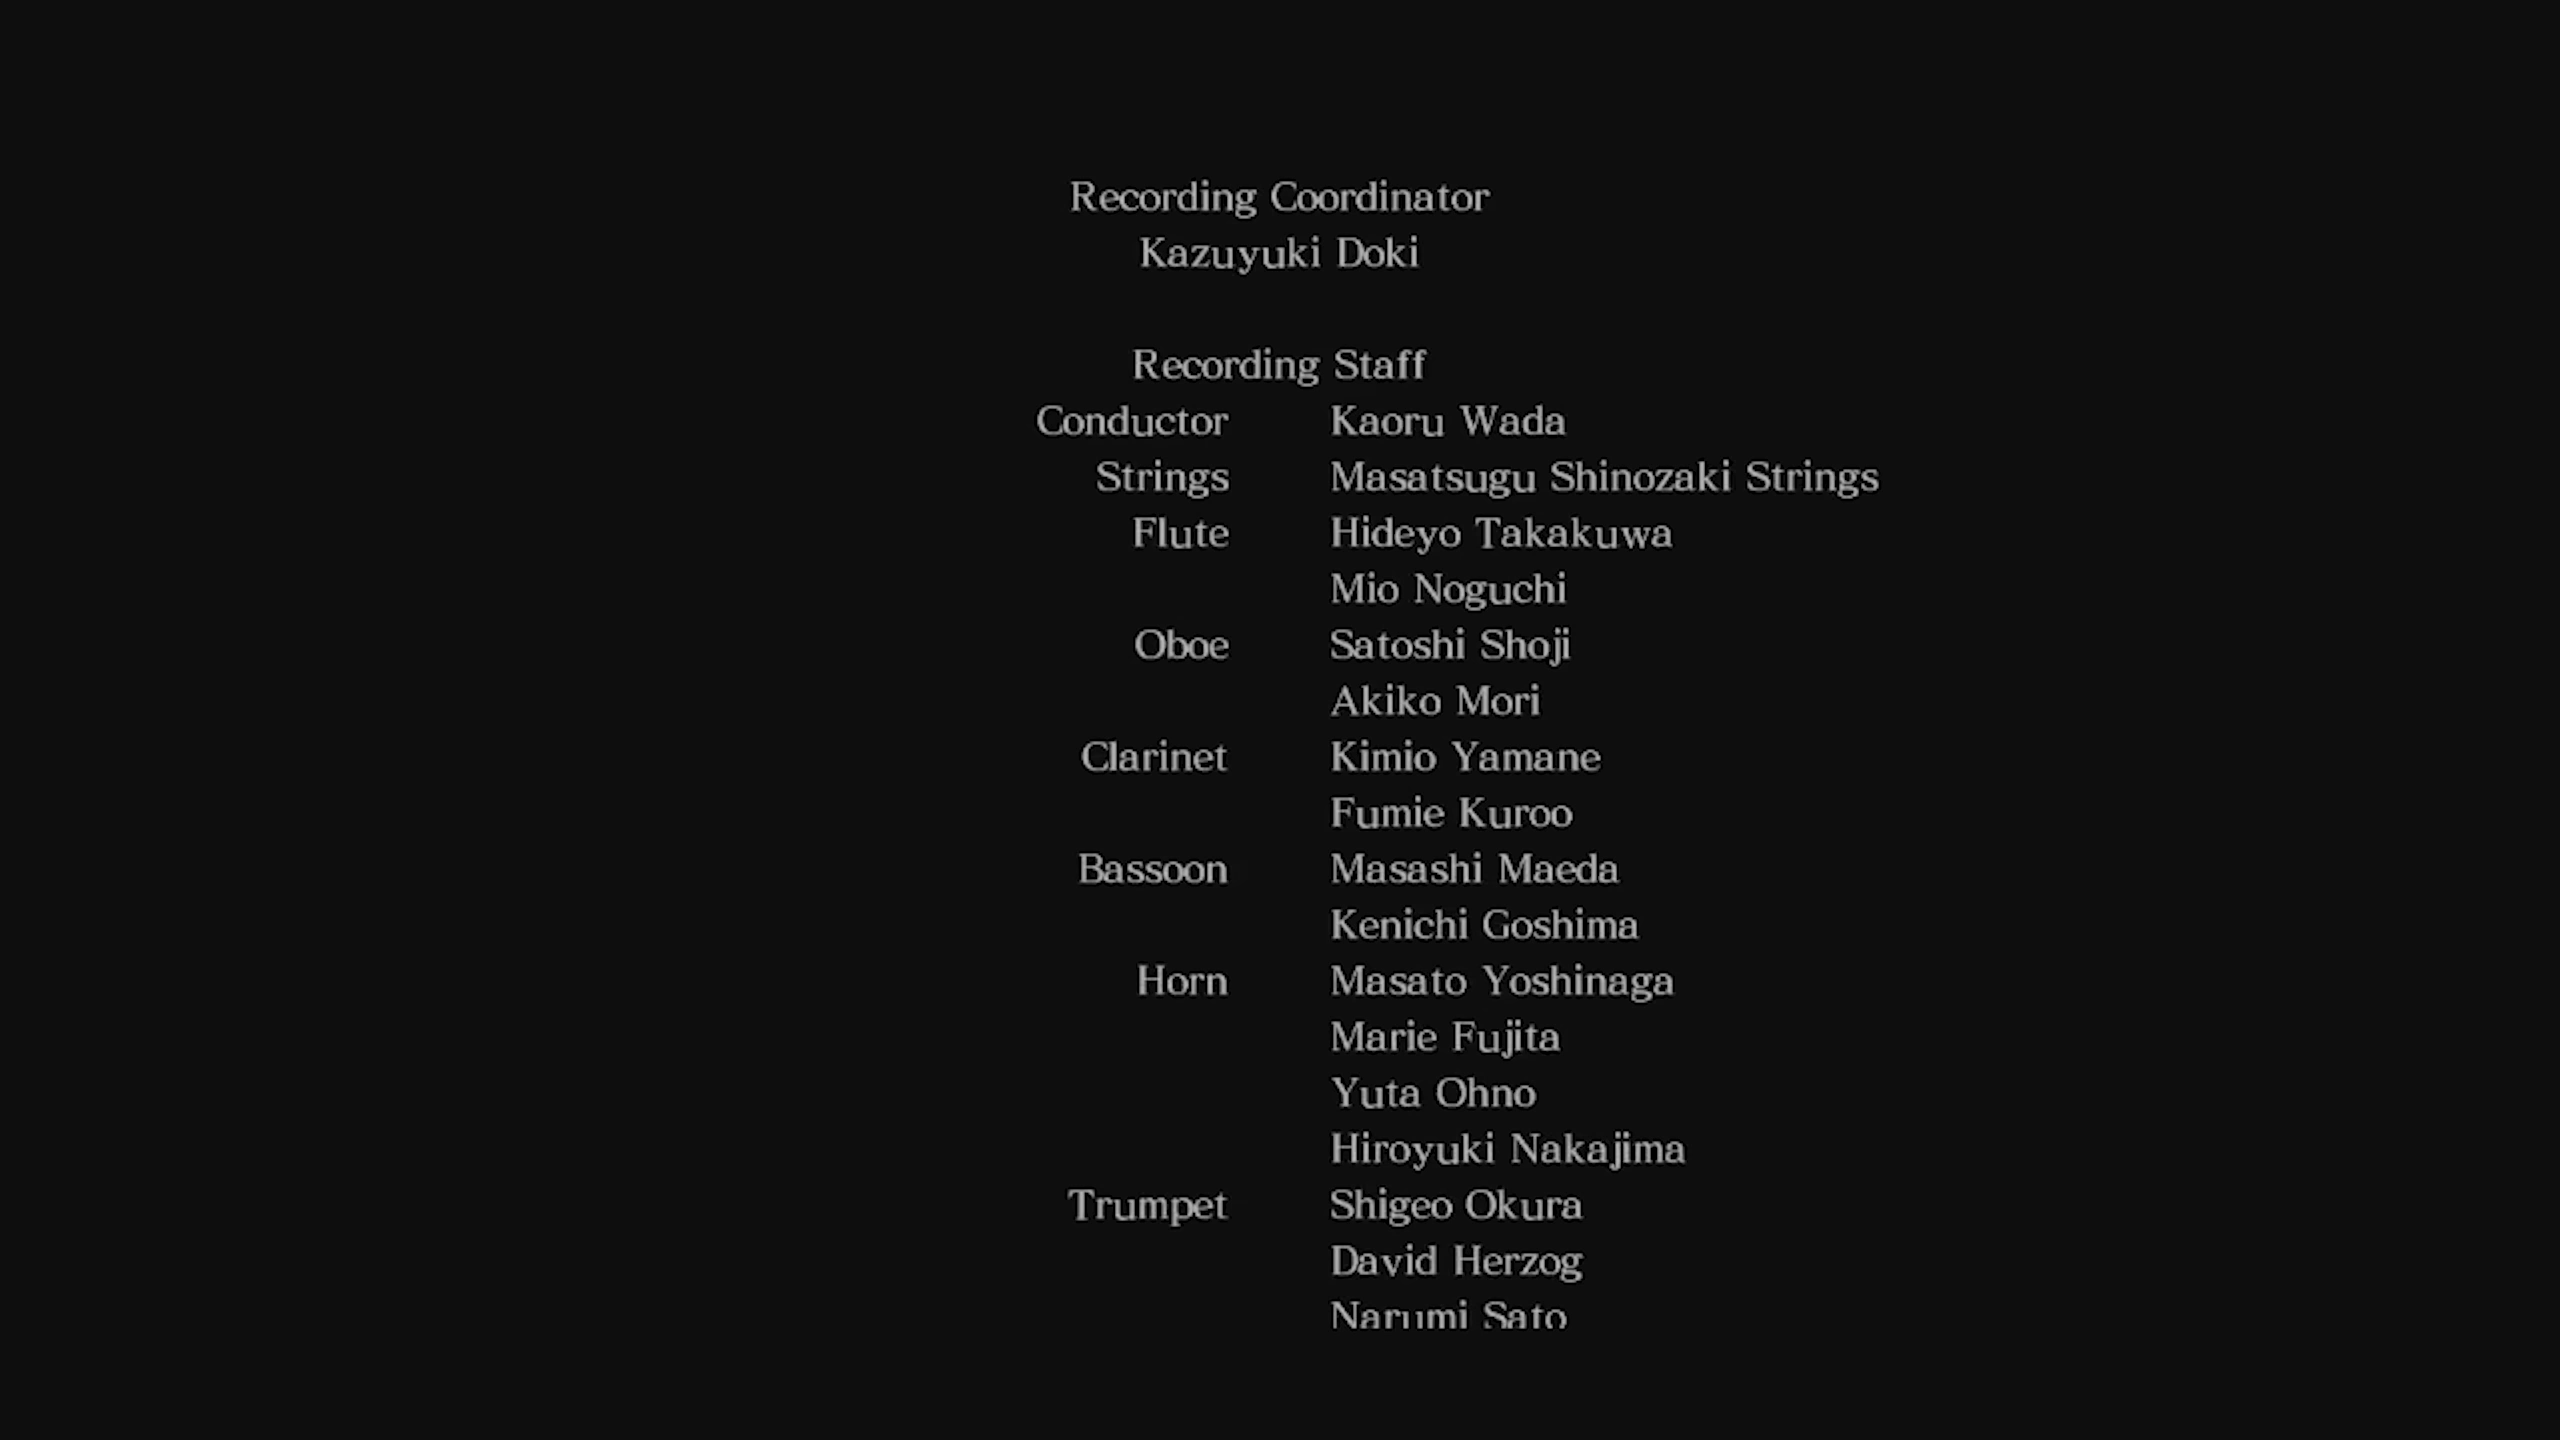 Recording Coordinator
Kazuyuki Doki
Recording Staff
Conductor Kaoru Wada
Strings Masatsugu Shinozaki Strings
Flute Hideyo Takakuwa
Mio Noguchi
Oboe Satoshi Shoji
Akiko Mori
Clarinet Kimio Yamane
Fumie Kuroo
Bassoon Masashi Maeda
Kenichi Goshima
Horn Masato Yoshinaga
Marie Fujita
Yuta Ohno
Hiroyuki Nakajima
Trumpet Shigeo Okura
David Herzog
Narumi Sato